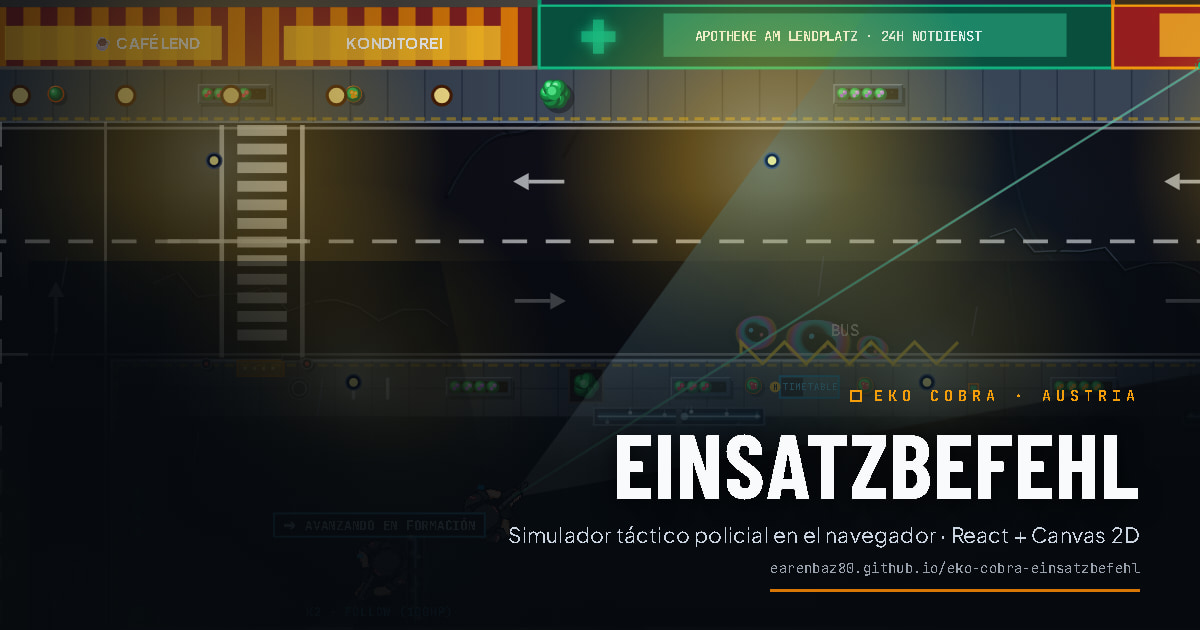 CAFÉ LEND
KONDITOREI
APOTHEKE AM LENDPLATZ · 24H NOTDIENST
BUS
TIMETABLE
EKO COBRA · AUSTRIA
EINSATZBEFEHL
→ AVANZANDO EN FORMACIÓN
Simulador táctico policial en el navegador · React + Canvas 2D
earenbaz80.github.io/eko-cobra-einsatzbefehl